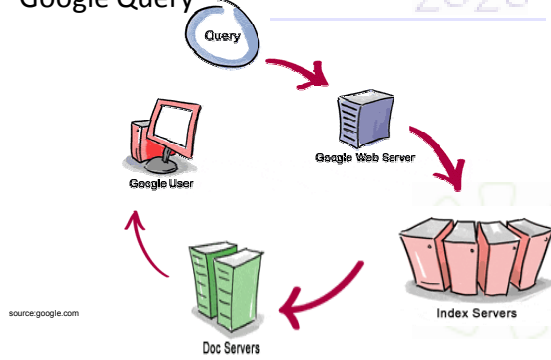 Google Query
Query
Google Web Server
Google User
Index Servers
source:google.com
Doc Servers